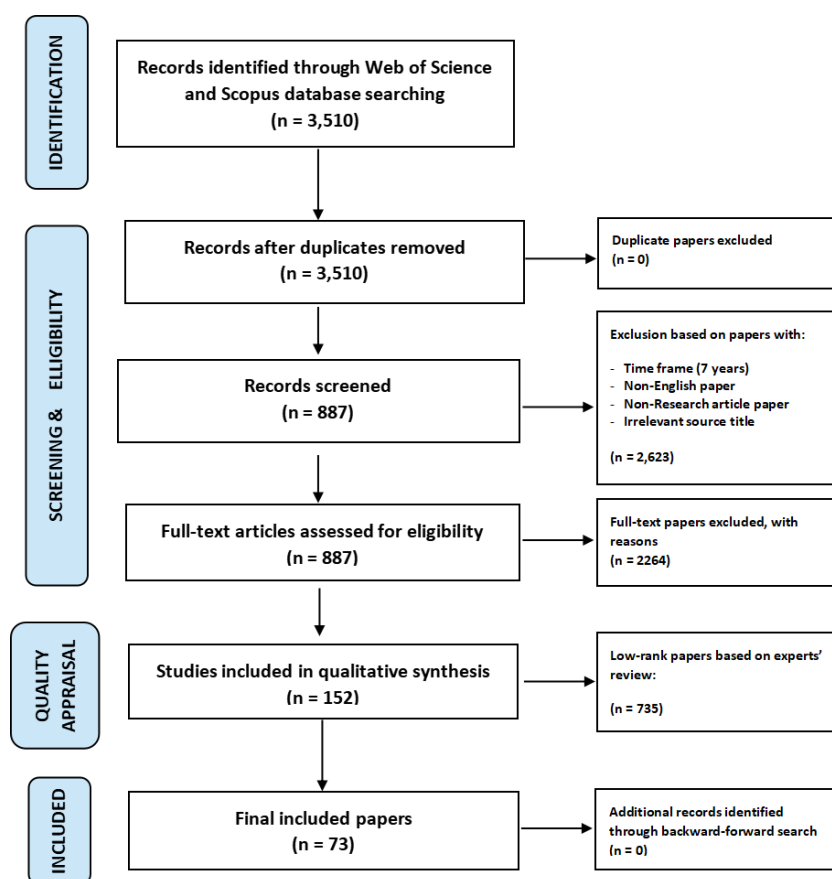 IDENTIFICATION
Records identified through Web of Science
and Scopus database searching
(n = 3,510)
SCREENING & ELLIGIBILITY
Records after duplicates removed
(n = 3,510)
Duplicate papers excluded
(n = 0)
Records screened
(n = 887)
Exclusion based on papers with:
- Time frame (7 years)
- Non-English paper
- Non-Research article paper
- Irrelevant source title
(n = 2,623)
Full-text articles assessed for eligibility
(n = 887)
Full-text papers excluded, with
reasons
(n = 2264)
QUALITY
APPRAISAL
Studies included in qualitative synthesis
(n = 152)
Low-rank papers based on experts’
review:
(n = 735)
INCLUDED
Final included papers
(n = 73)
Additional records identified
through backward-forward search
(n = 0)